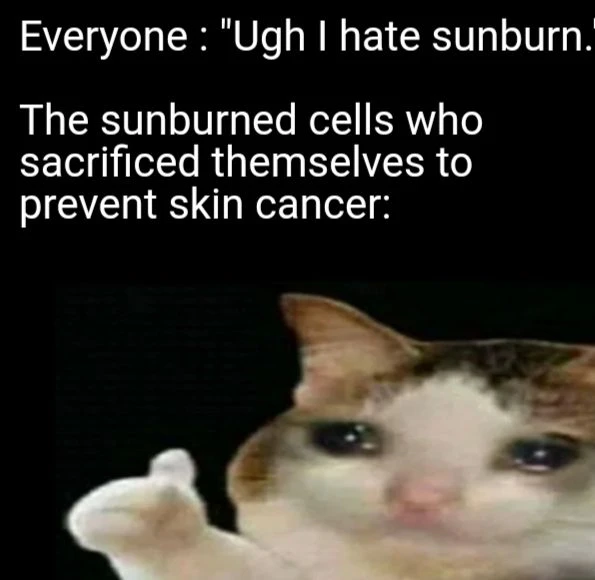 Everyone : "Ugh I hate sunburn."
The sunburned cells who
sacrificed themselves to
prevent skin cancer: